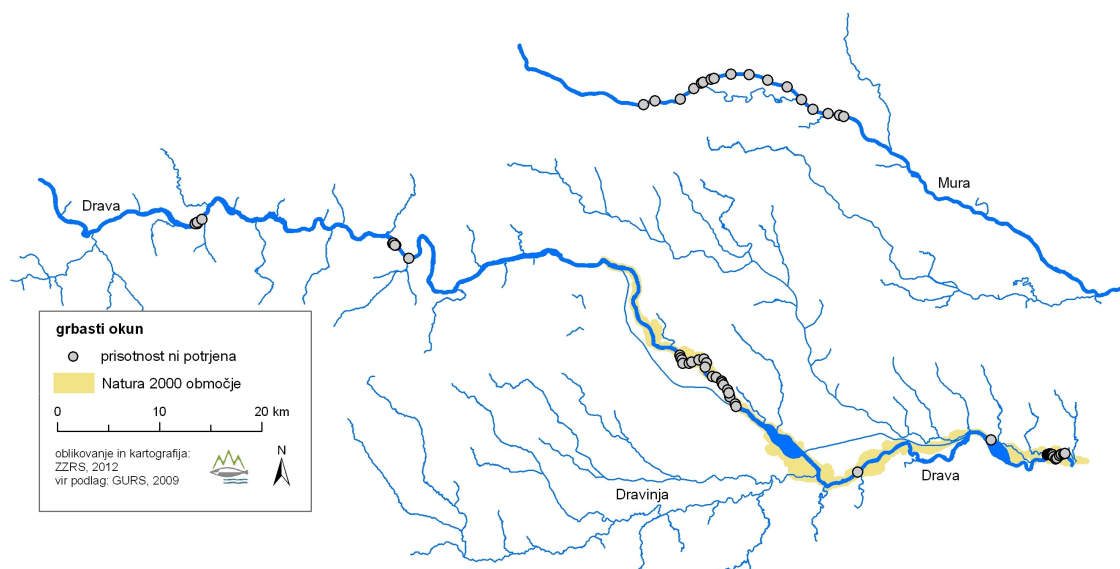 Mura
Drava
grbasti okun
prisotnost ni potrjena
Natura 2000 območje
0 10 20 km
oblikovanje in kartografija:
ZZRS, 2012
vir podlag: GURS, 2009
N
Dravinja
Drava